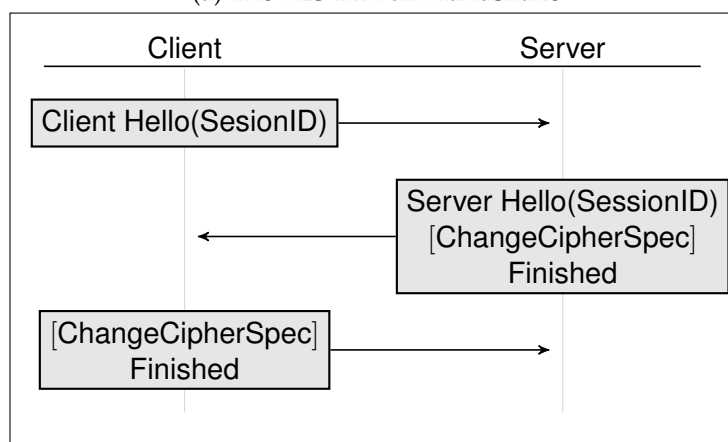 Client Server
Client Hello(SesionID)
Server Hello(SessionID)
[ChangeCipherSpec]
Finished
[ChangeCipherSpec]
Finished